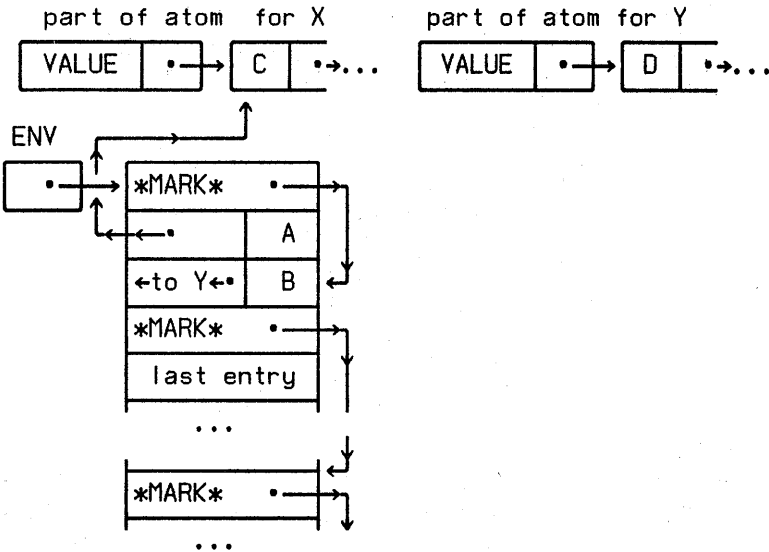 part of atom for X part of atom for Y
VALUE C ... VALUE D ...
ENV
*MARK*
A
←to Y← B
*MARK*
last entry
...
*MARK*
...